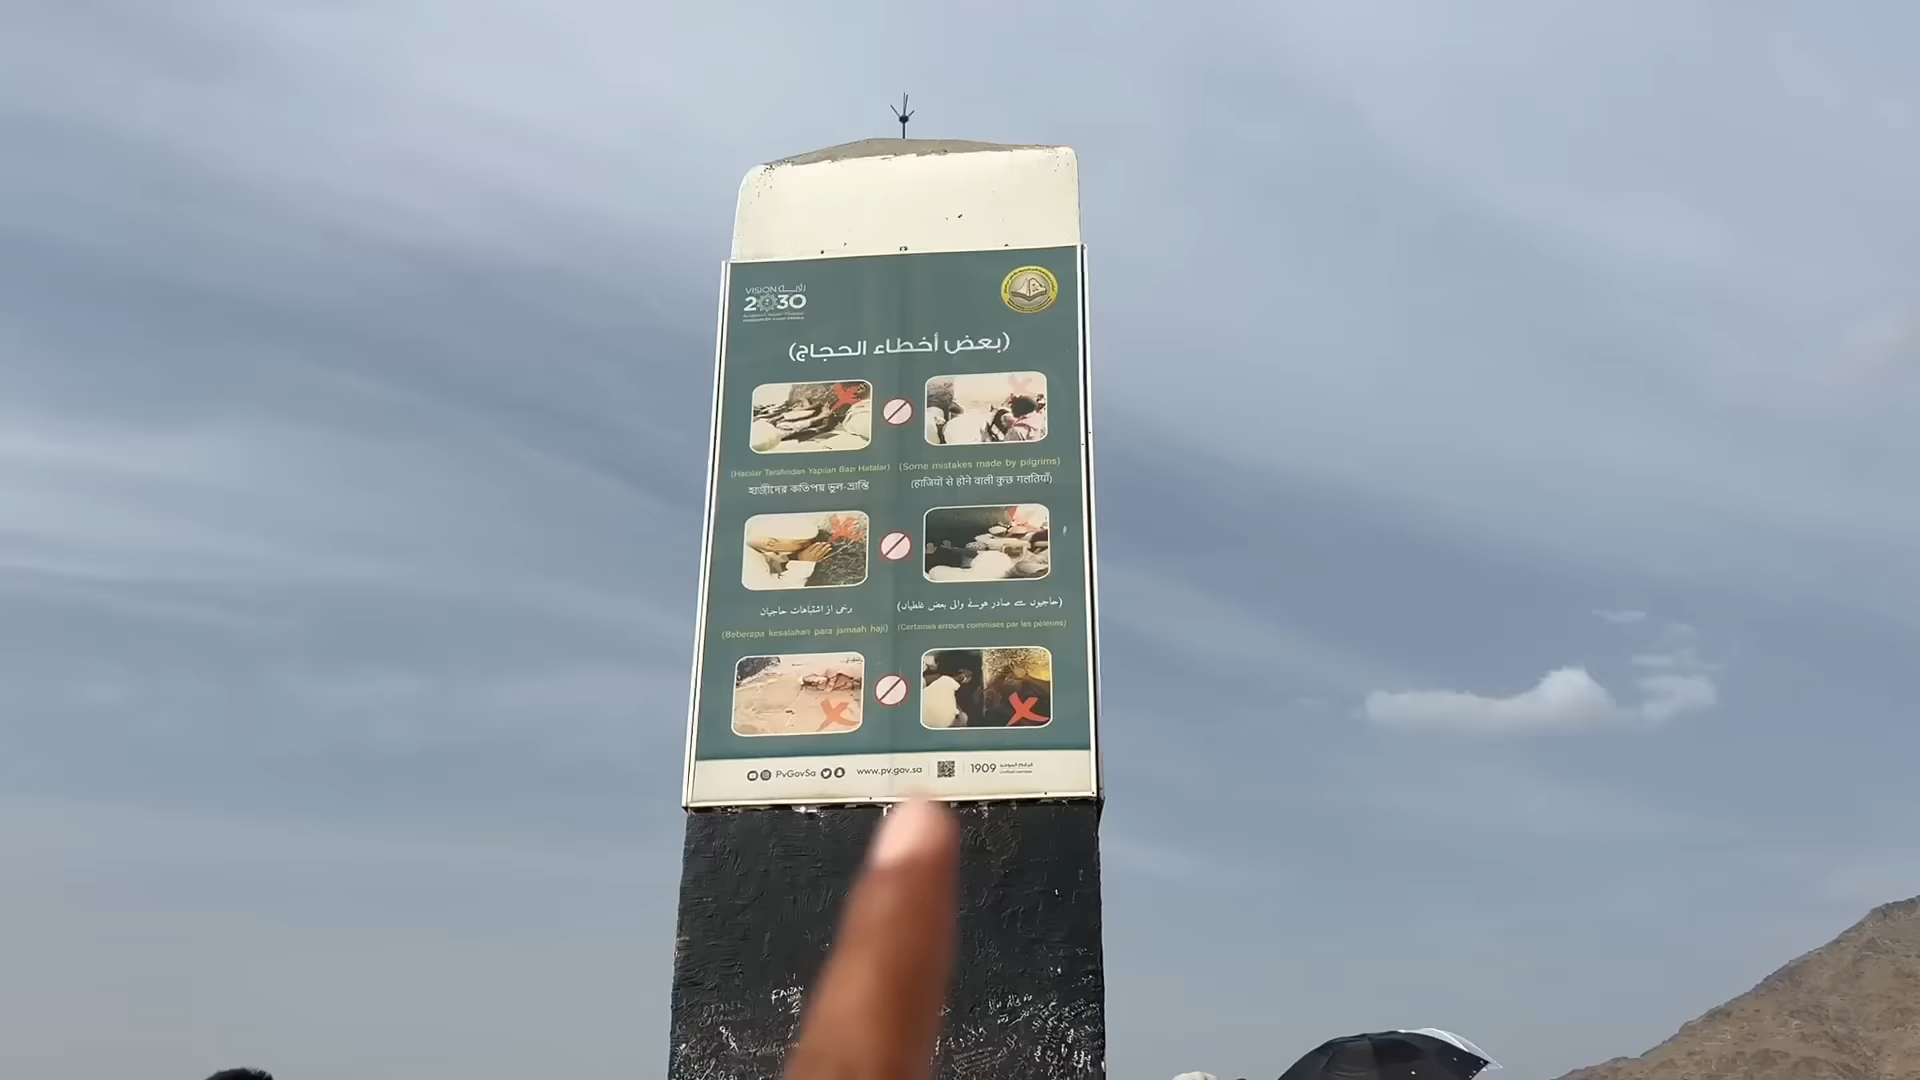 VISION رؤيــة
2030
(بعض أخطاء الحجاج)
(Hacılar Tarafından Yapılan Bazı Hatalar)
(Some mistakes made by pilgrims)
হাজীদের কতিপয় ভুল-ভ্রান্তি
(हाजियों से होने वाली कुछ गलतियाँ)
برخی از اشتباهات حاجیان
(حاجیوں سے صادر ہونے والی بعض غلطیاں)
(Beberapa kesalahan para jamaah haji)
(Certaines erreurs commises par les pèlerins)
PvGovSa
www.pv.gov.sa
1909
FAIZAN